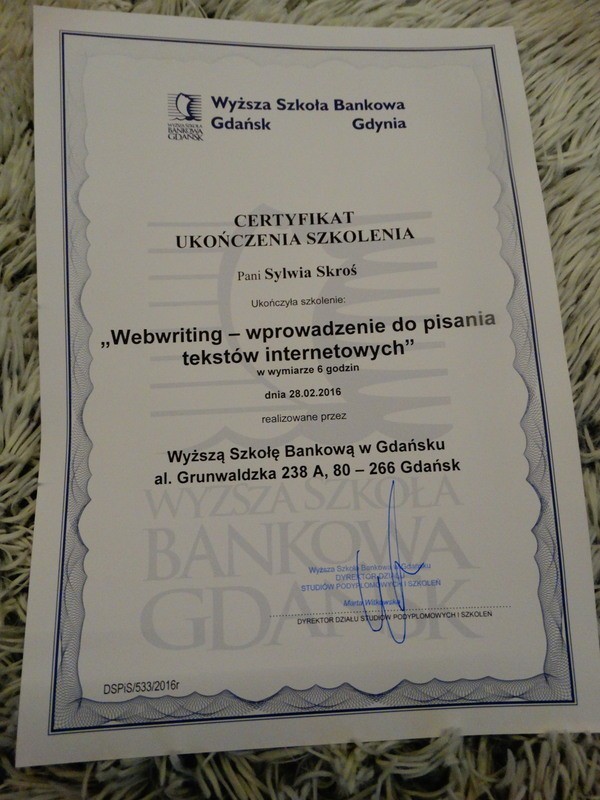 WYŻSZA SZKOŁA
BANKOWA
GDAŃSK
Wyższa Szkoła Bankowa
Gdańsk Gdynia
CERTYFIKAT
UKOŃCZENIA SZKOLENIA
Pani Sylwia Skroś
Ukończyła szkolenie:
„Webwriting – wprowadzenie do pisania
tekstów internetowych”
w wymiarze 6 godzin
dnia 28.02.2016
realizowane przez
Wyższą Szkołę Bankową w Gdańsku
al. Grunwaldzka 238 A, 80 – 266 Gdańsk
WYŻSZA SZKOŁA
BANKOWA
GDAŃSK
Wyższa Szkoła Bankowa w Gdańsku
DYREKTOR DZIAŁU
STUDIÓW PODYPLOMOWYCH I SZKOLEŃ
Marta Witkowska
DYREKTOR DZIAŁU STUDIÓW PODYPLOMOWYCH I SZKOLEŃ
DSPiS/533/2016r